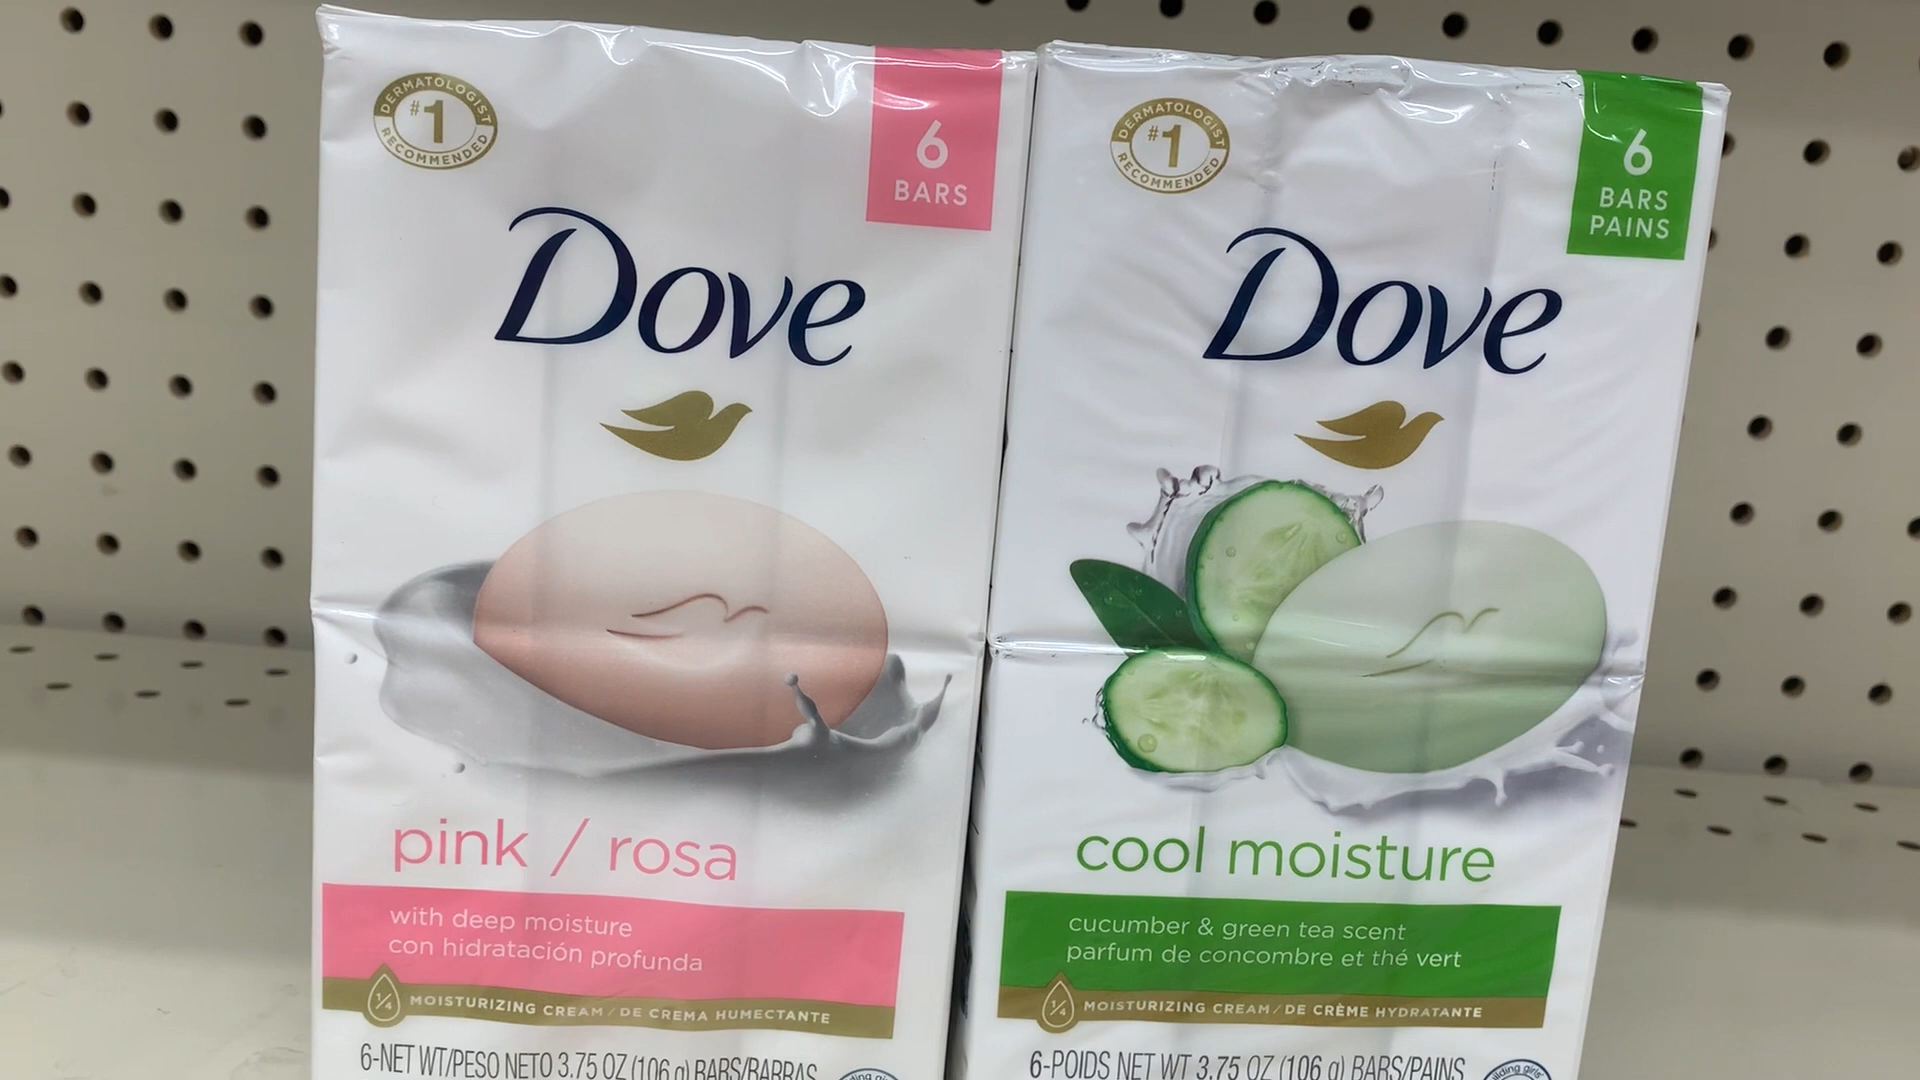 DERMATOLOGIST
#1
RECOMMENDED
6
BARS
Dove
pink / rosa
with deep moisture
con hidratación profunda
1/4 MOISTURIZING CREAM / DE CREMA HUMECTANTE
6-NET WT/PESO NETO 3.75 OZ (106 g) BARS/BARRAS
DERMATOLOGIST
#1
RECOMMENDED
6
BARS
PAINS
Dove
cool moisture
cucumber & green tea scent
parfum de concombre et thé vert
1/4 MOISTURIZING CREAM / DE CRÈME HYDRATANTE
6-POIDS NET WT 3.75 OZ (106 g) BARS/PAINS